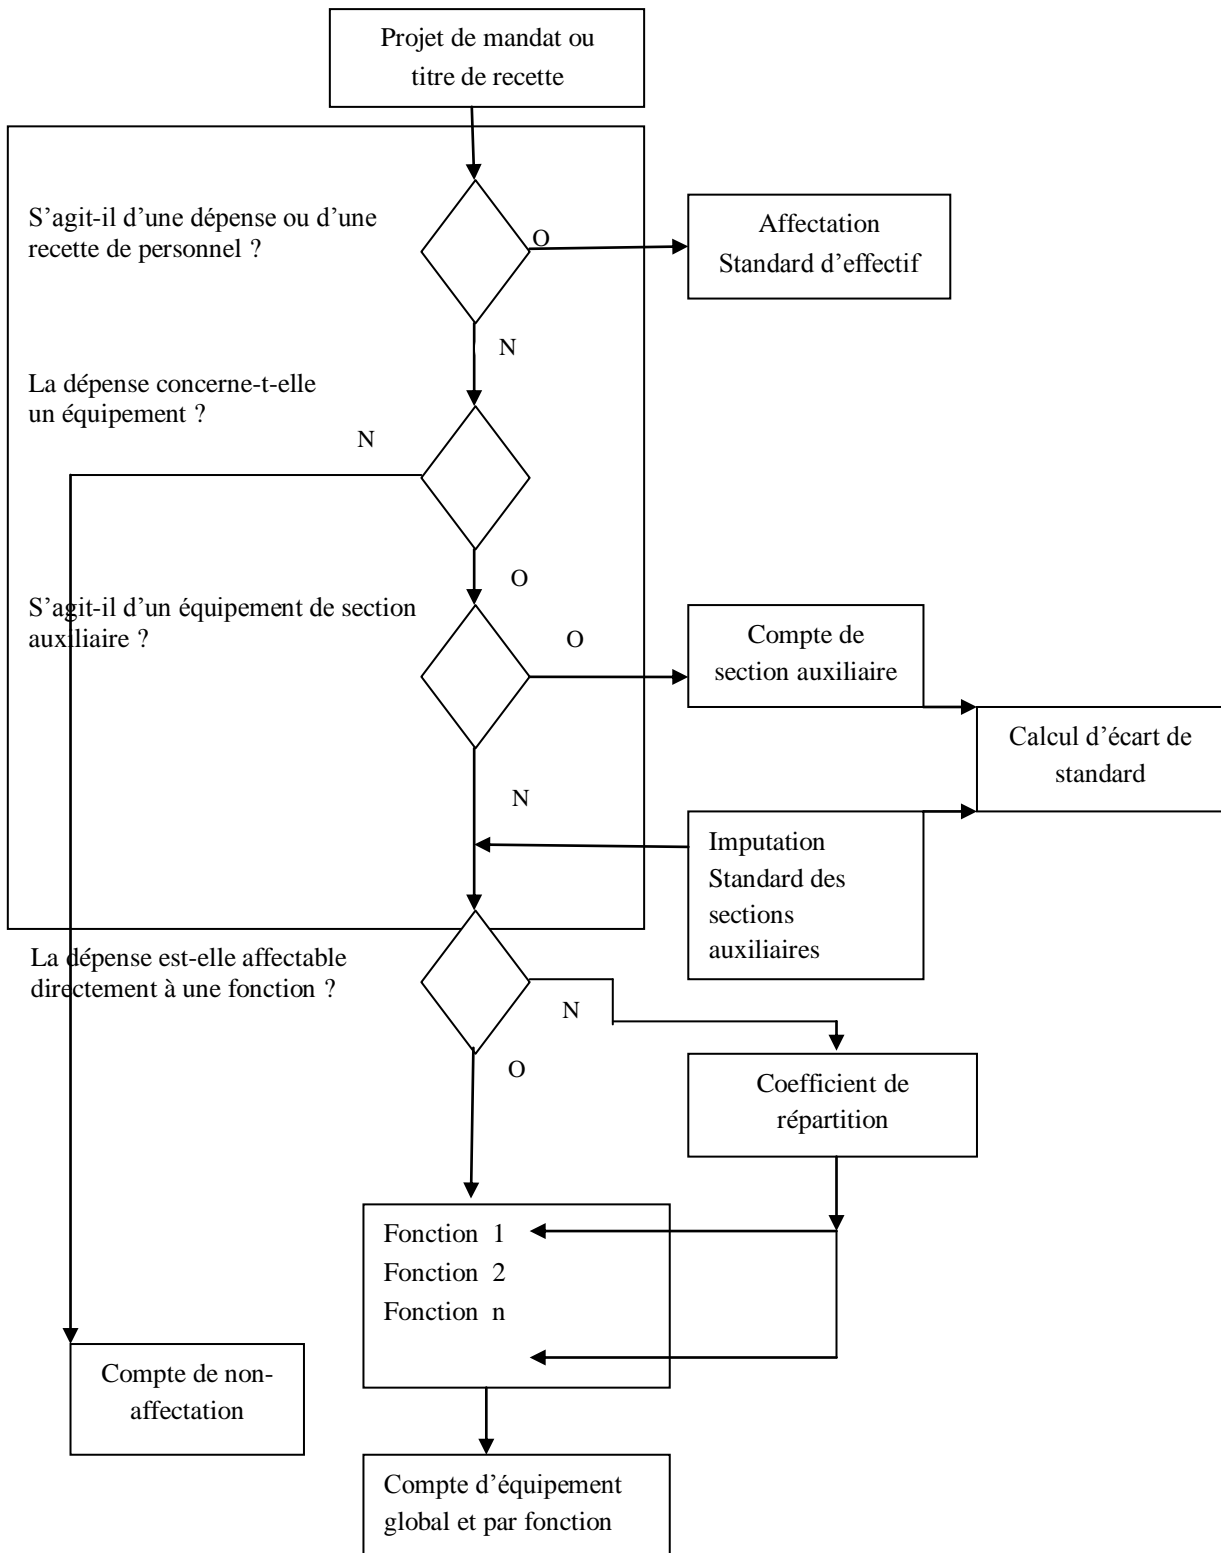 Projet de mandat ou
titre de recette
S’agit-il d’une dépense ou d’une
recette de personnel ?
O
Affectation
Standard d’effectif
N
La dépense concerne-t-elle
un équipement ?
N
O
S’agit-il d’un équipement de section
auxiliaire ?
O
Compte de
section auxiliaire
Calcul d’écart de
standard
N
Imputation
Standard des
sections
auxiliaires
La dépense est-elle affectable
directement à une fonction ?
N
O
Coefficient de
répartition
Fonction 1
Fonction 2
Fonction n
Compte de non-
affectation
Compte d’équipement
global et par fonction